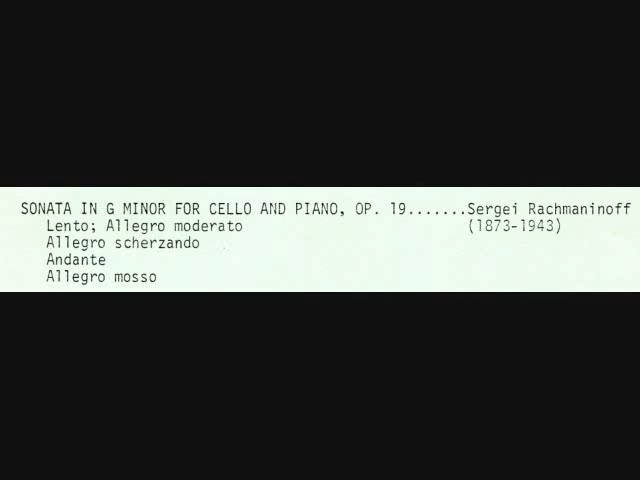 SONATA IN G MINOR FOR CELLO AND PIANO, OP. 19.......Sergei Rachmaninoff
Lento; Allegro moderato (1873-1943)
Allegro scherzando
Andante
Allegro mosso